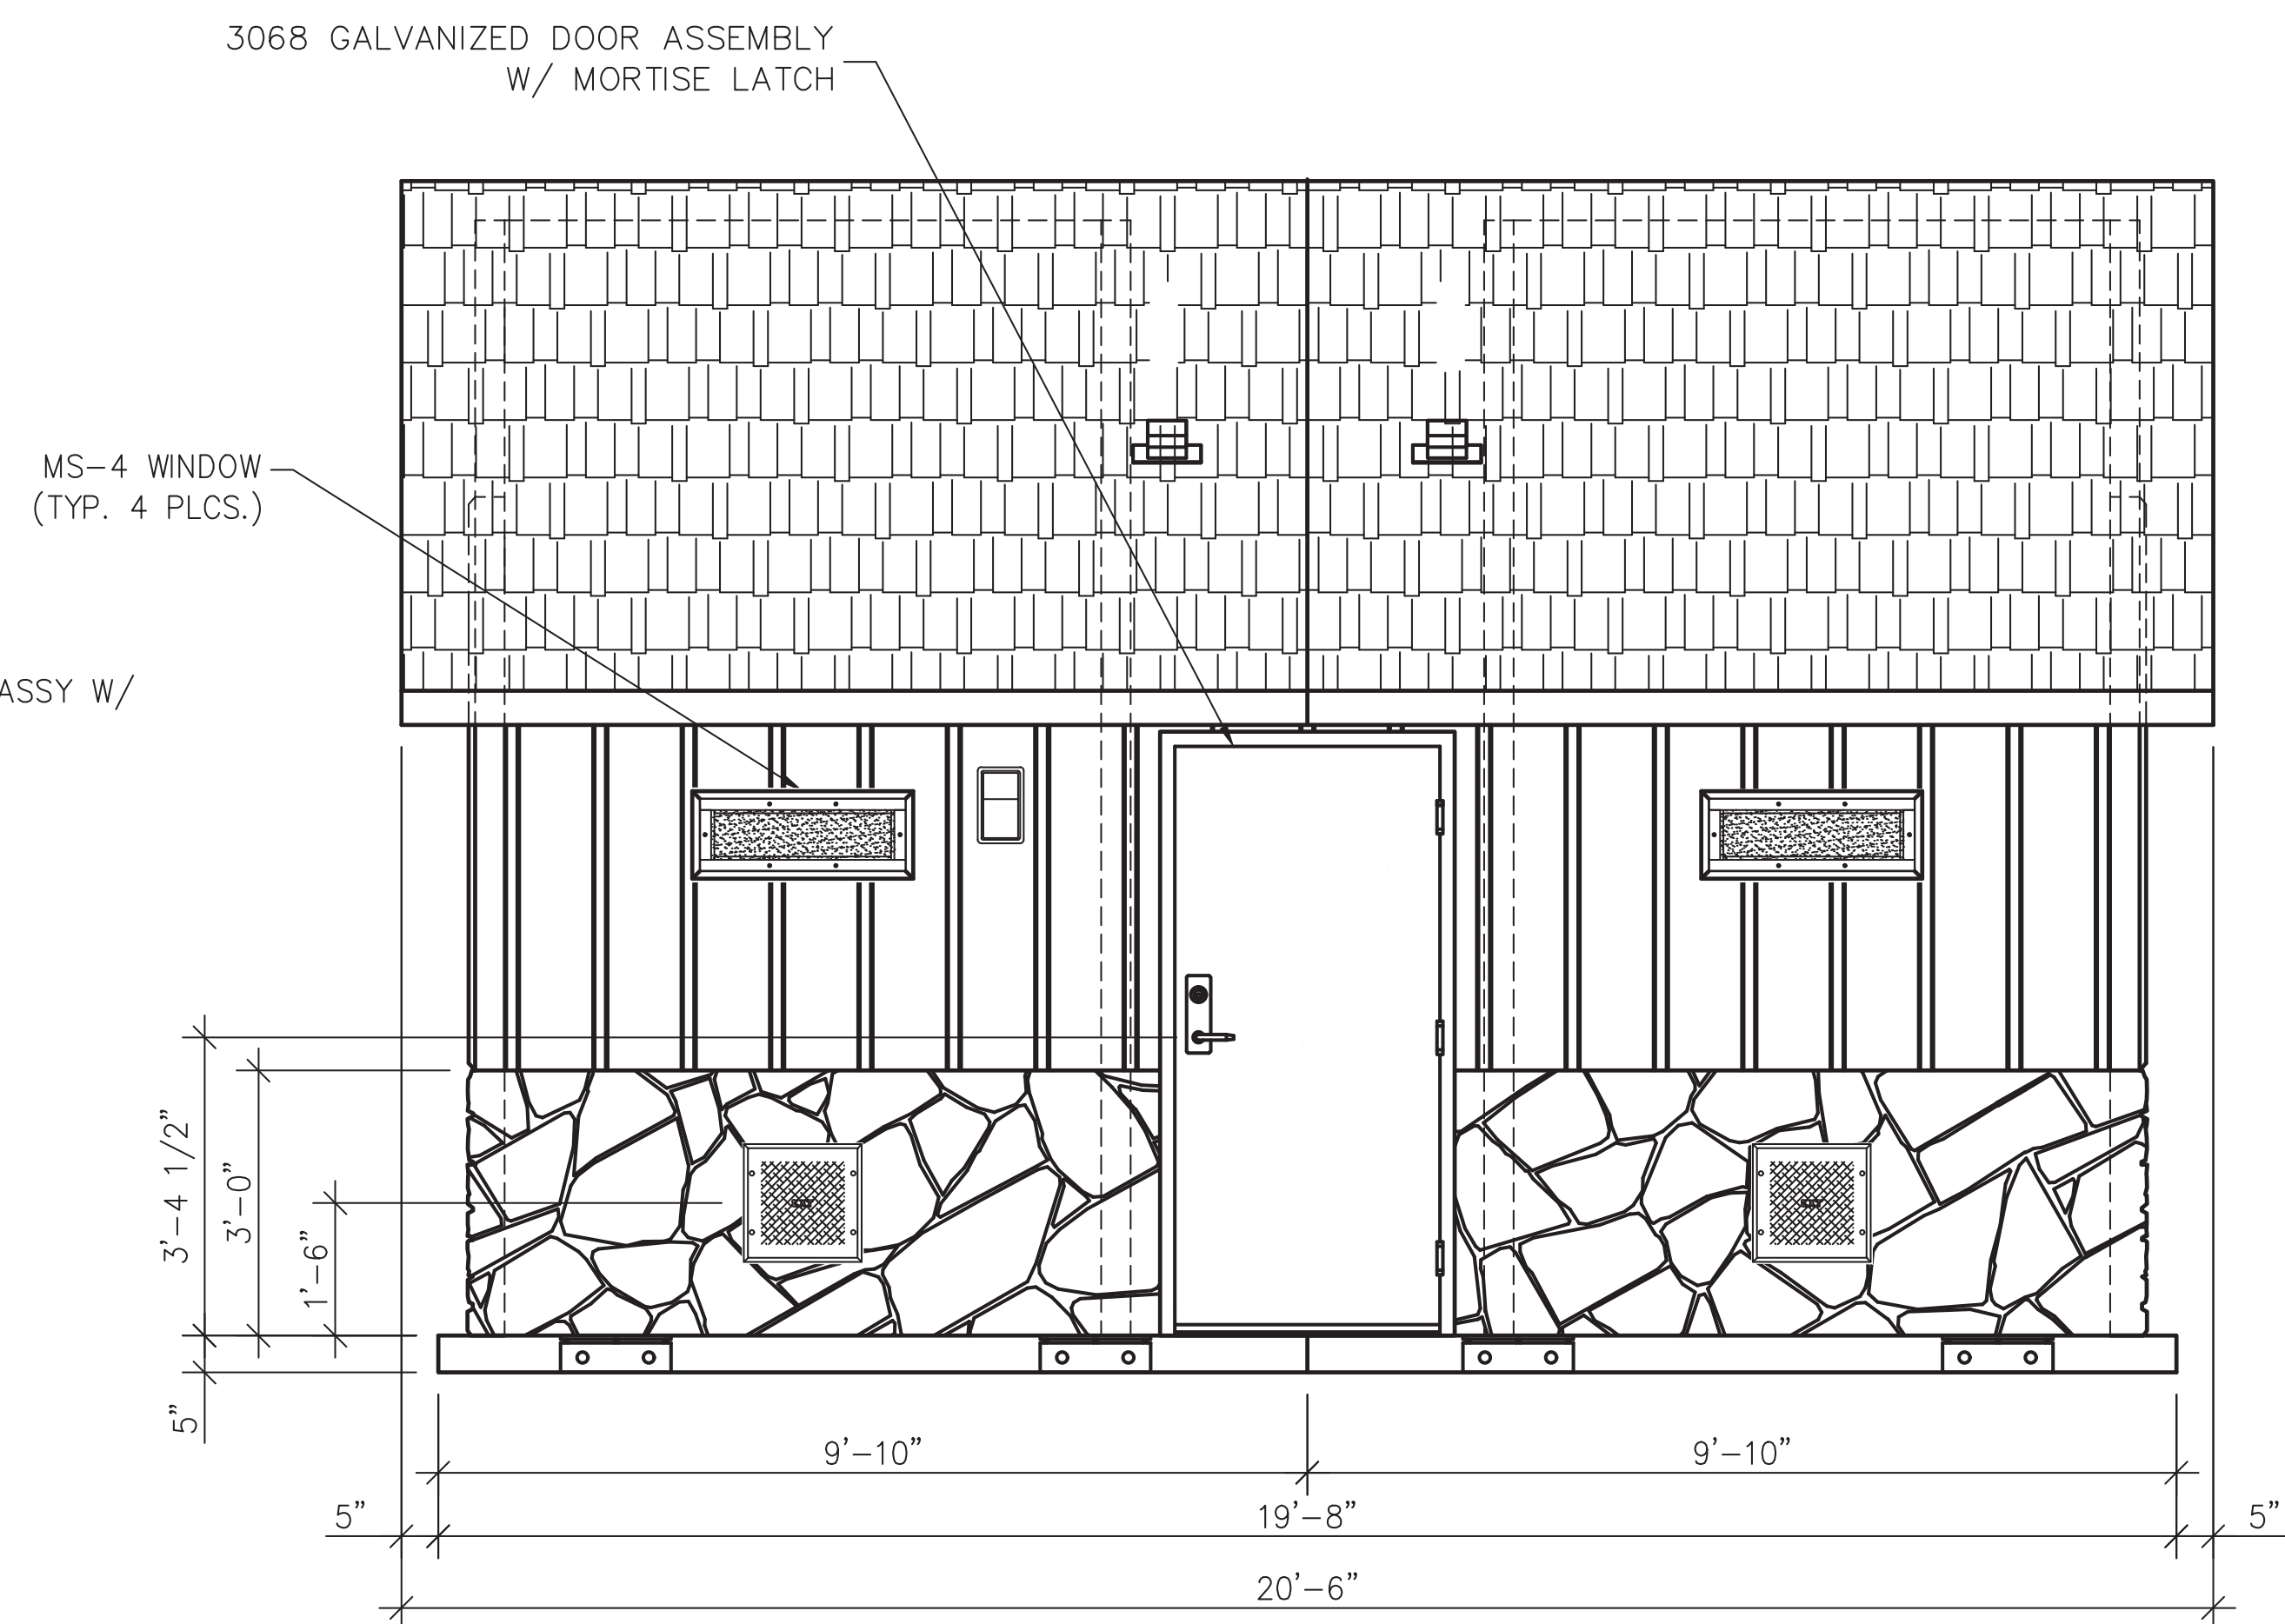 3068 GALVANIZED DOOR ASSEMBLY
W/ MORTISE LATCH
MS-4 WINDOW
(TYP. 4 PLCS.)
ASSY W/
3'-4 1/2"
3'-0"
1'-6"
5"
9'-10"
9'-10"
5"
19'-8"
5"
20'-6"